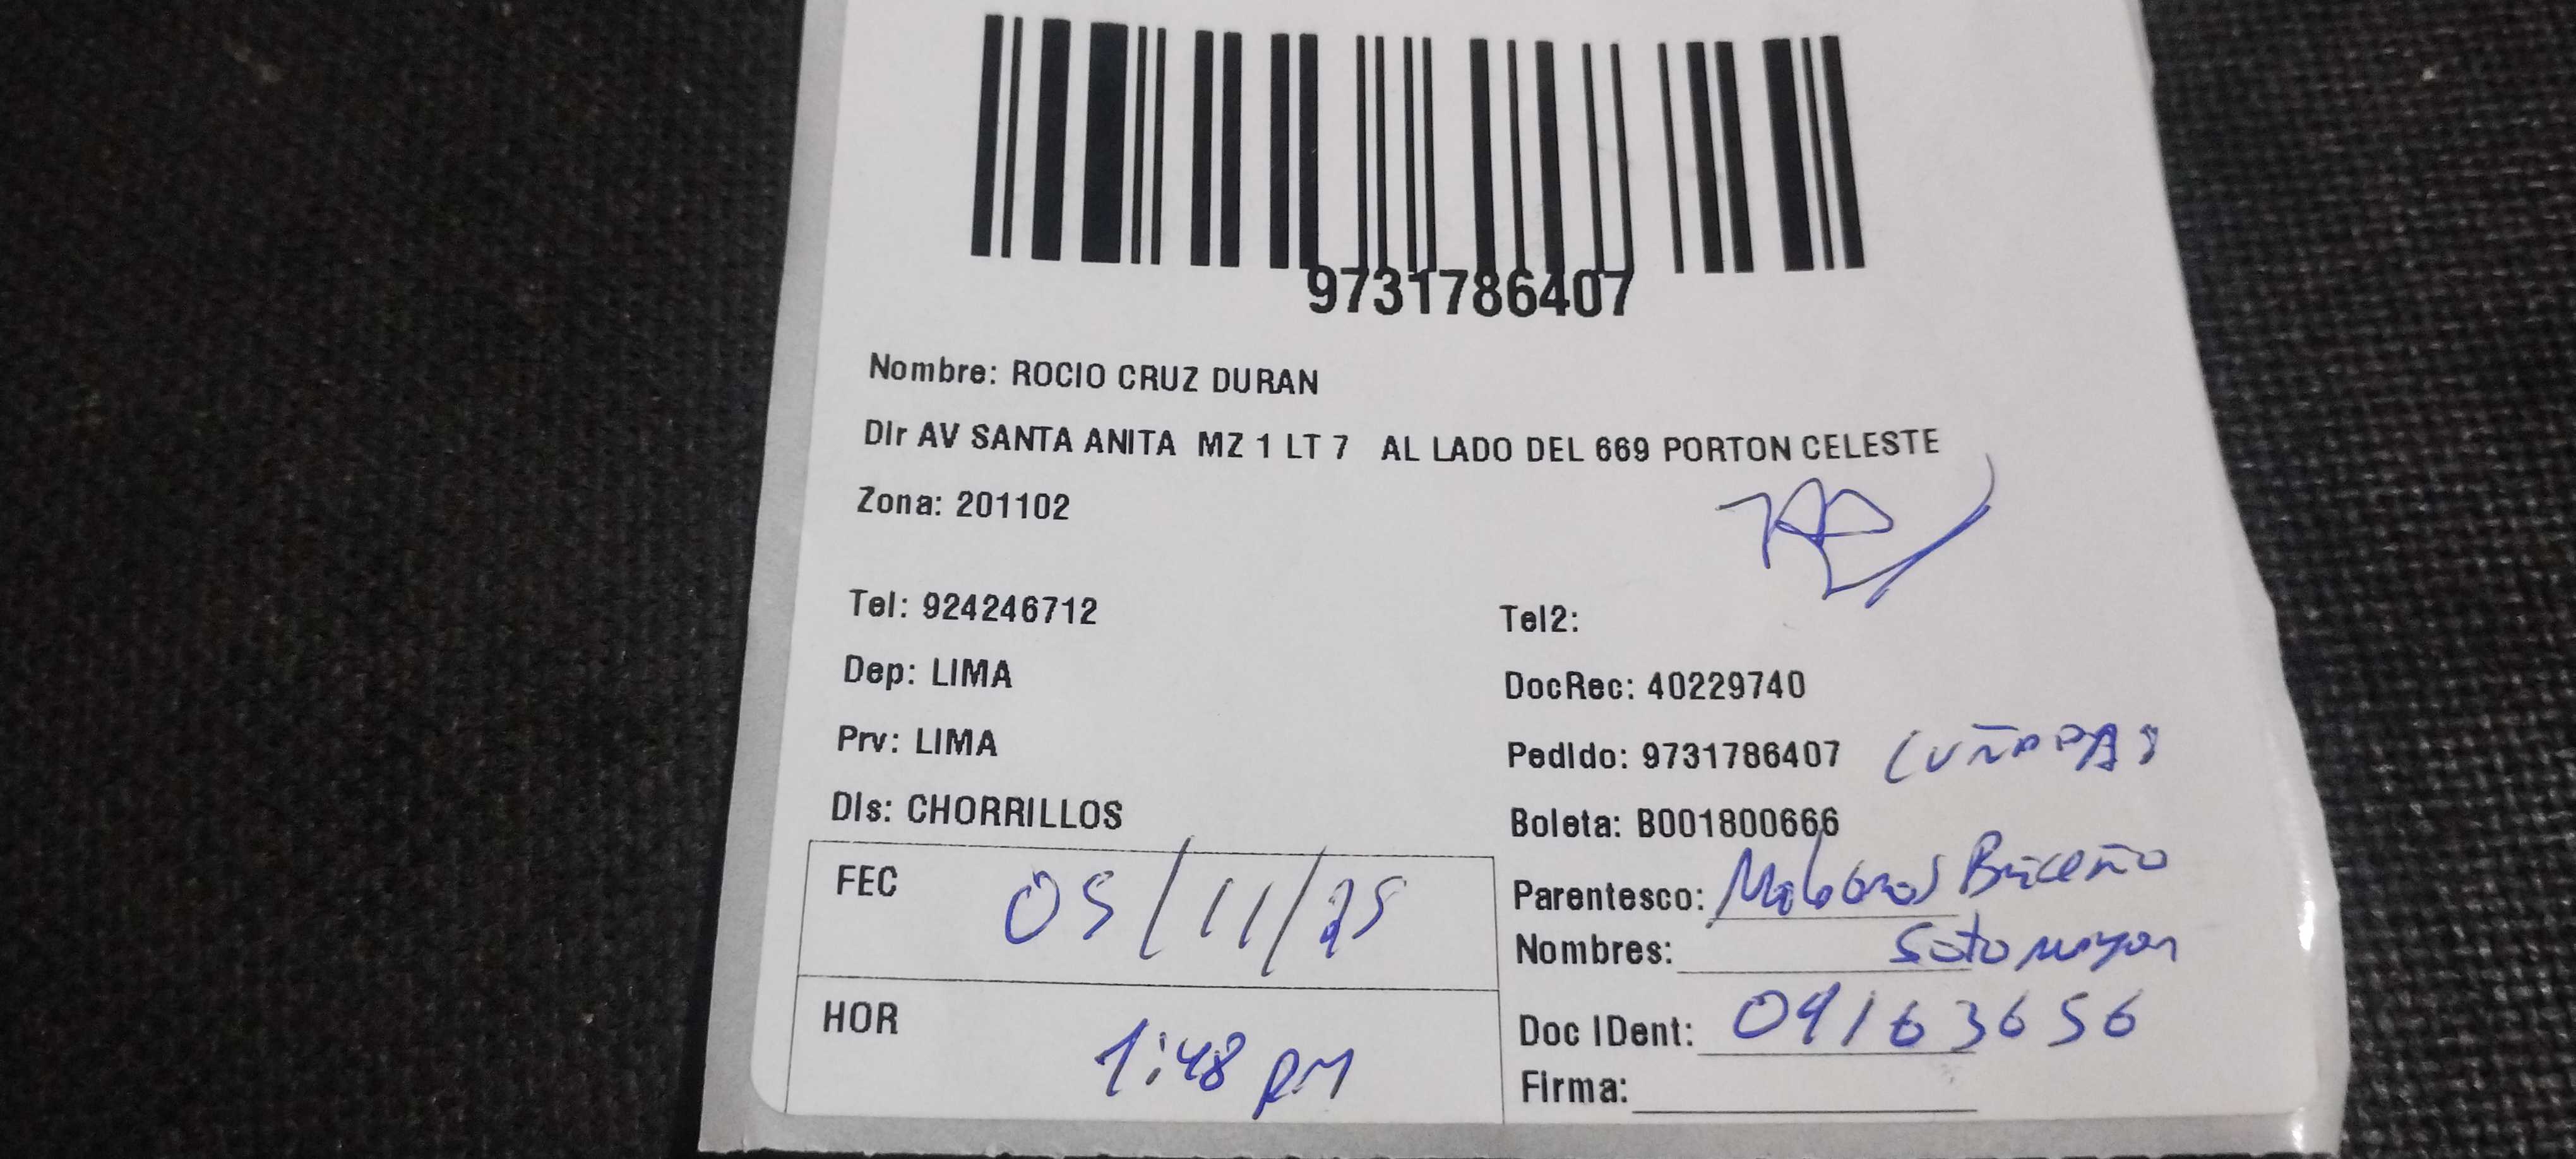 9731786407
Nombre: ROCIO CRUZ DURAN
Dir AV SANTA ANITA MZ 1 LT 7 AL LADO DEL 669 PORTON CELESTE
Zona: 201102
Tel: 924246712 Tel2:
Dep: LIMA DocRec: 40229740
Prv: LIMA Pedido: 9731786407 CUÑADA
Dis: CHORRILLOS Boleta: B001800666
FEC 05/11/25 Parentesco: Briceño
Nombres: Sotomayor
HOR 1:48 PM Doc IDent: 09163656
Firma: